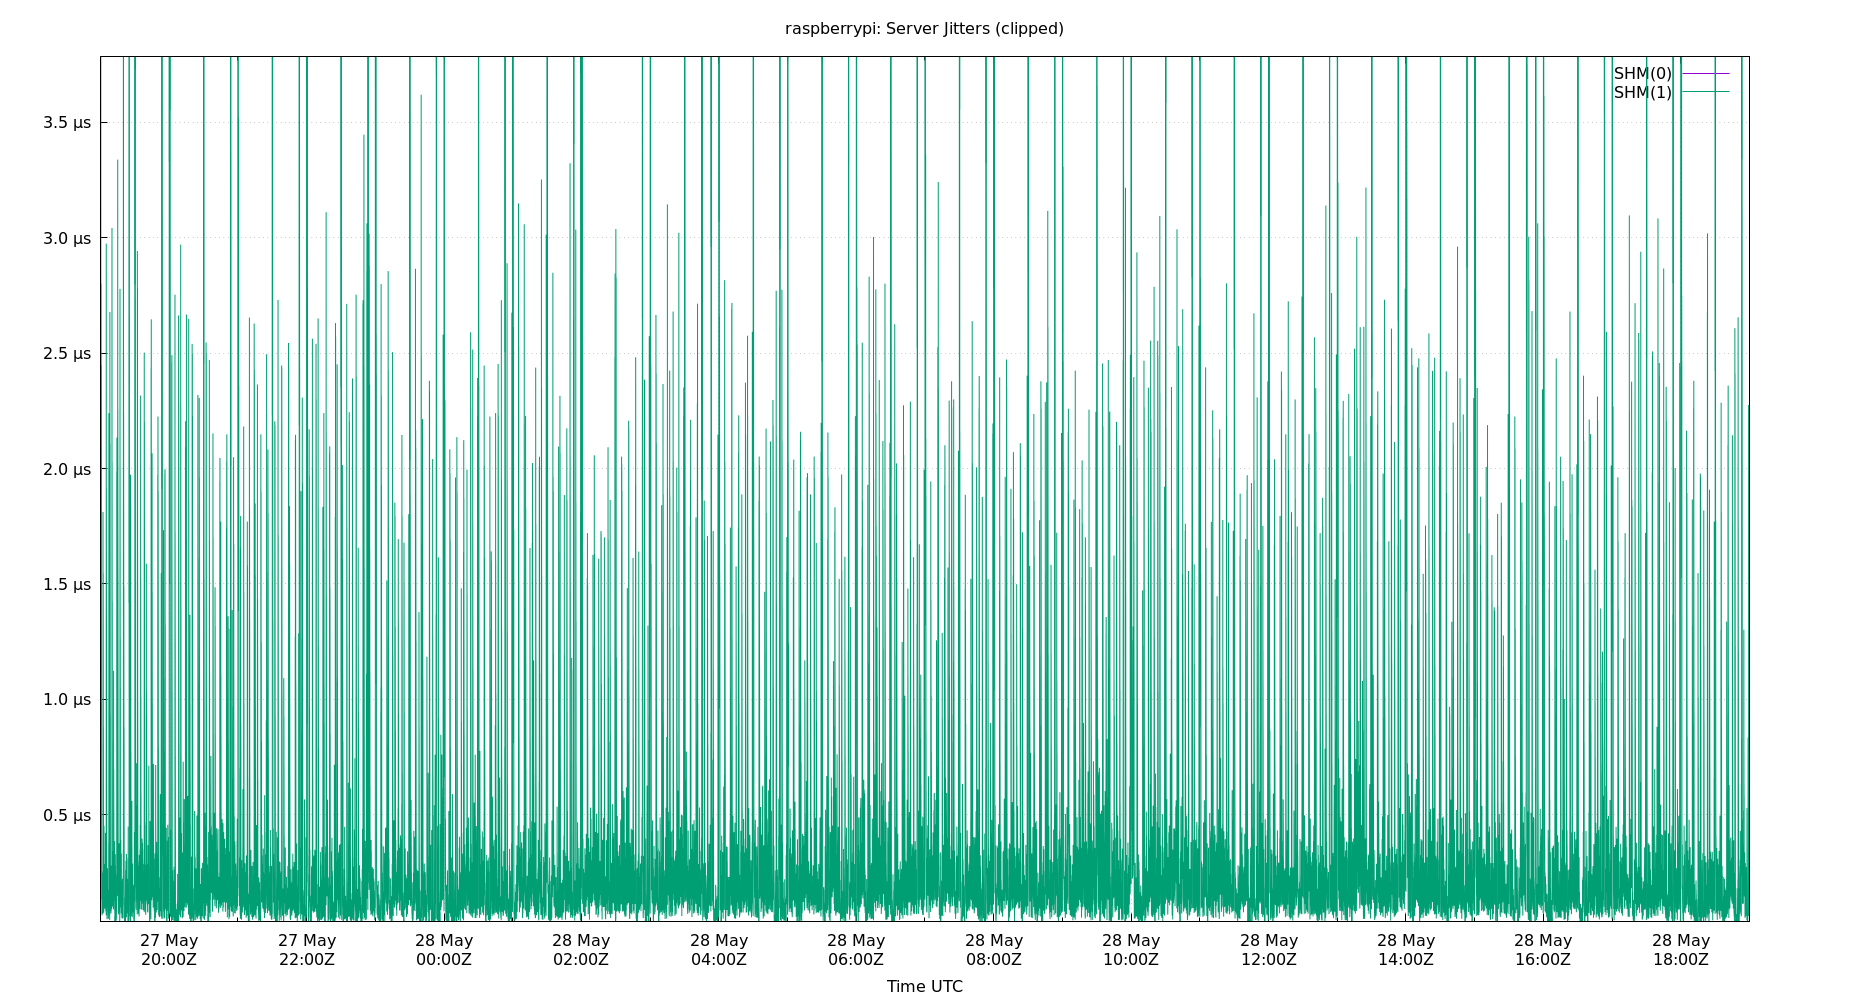 raspberrypi: Server Jitters (clipped)
SHM(0)
SHM(1)
3.5 µs
3.0 µs
2.5 µs
2.0 µs
1.5 µs
1.0 µs
0.5 µs
27 May 27 May 28 May 28 May 28 May 28 May 28 May 28 May 28 May 28 May 28 May 28 May
20:00Z 22:00Z 00:00Z 02:00Z 04:00Z 06:00Z 08:00Z 10:00Z 12:00Z 14:00Z 16:00Z 18:00Z
Time UTC